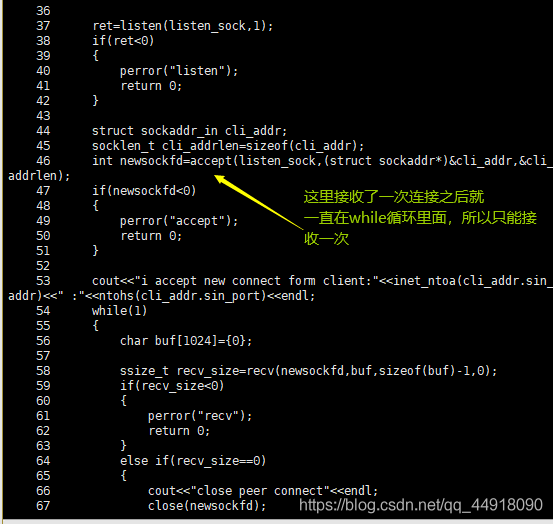 36
37 ret=listen(listen_sock,1);
38 if(ret<0)
39 {
40 perror("listen");
41 return 0;
42 }
43
44 struct sockaddr_in cli_addr;
45 socklen_t cli_addrlen=sizeof(cli_addr);
46 int newsockfd=accept(listen_sock,(struct sockaddr*)&cli_addr,&cli_
addrlen);
47 if(newsockfd<0)
48 {
49 perror("accept");
50 return 0;
51 }
这里接收了一次连接之后就
一直在while循环里面，所以只能接
收一次
52
53 cout<<"i accept new connect form client:"<<inet_ntoa(cli_addr.sin_
addr)<<" :"<<ntohs(cli_addr.sin_port)<<endl;
54 while(1)
55 {
56 char buf[1024]={0};
57
58 ssize_t recv_size=recv(newsockfd,buf,sizeof(buf)-1,0);
59 if(recv_size<0)
60 {
61 perror("recv");
62 return 0;
63 }
64 else if(recv_size==0)
65 {
66 cout<<"close peer connect"<<endl;
67 close(newsockfd);
https://blog.csdn.net/qq_44918090